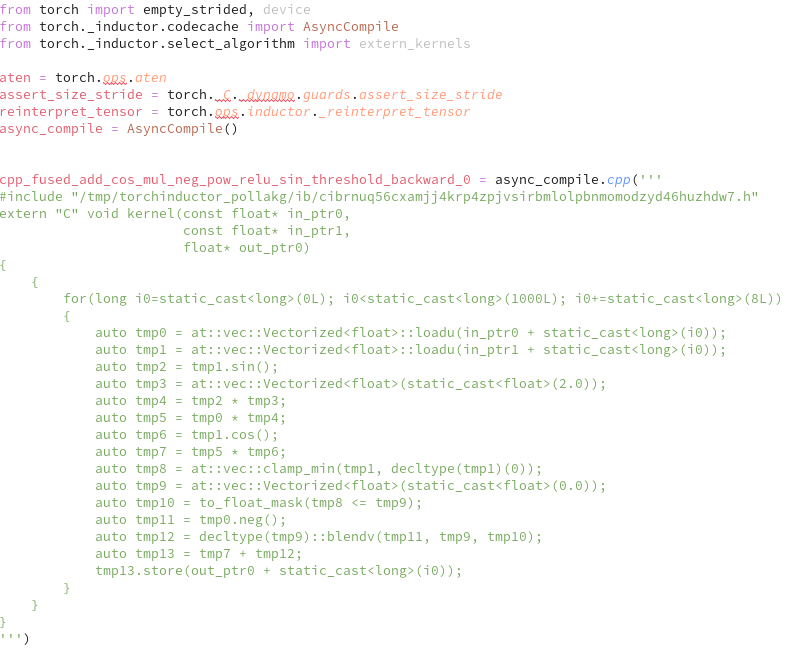 from torch import empty_strided, device
from torch._inductor.codecache import AsyncCompile
from torch._inductor.select_algorithm import extern_kernels

aten = torch.ops.aten
assert_size_stride = torch._C._dynamo.guards.assert_size_stride
reinterpret_tensor = torch.ops.inductor._reinterpret_tensor
async_compile = AsyncCompile()


cpp_fused_add_cos_mul_neg_pow_relu_sin_threshold_backward_0 = async_compile.cpp('''
#include "/tmp/torchinductor_pollakg/ib/cibrnuq56cxamjj4krp4zpjvsirbmlolpbnmomodzyd46huzhdw7.h"
extern "C" void kernel(const float* in_ptr0,
                       const float* in_ptr1,
                       float* out_ptr0)
{
    {
        for(long i0=static_cast<long>(0L); i0<static_cast<long>(1000L); i0+=static_cast<long>(8L))
        {
            auto tmp0 = at::vec::Vectorized<float>::loadu(in_ptr0 + static_cast<long>(i0));
            auto tmp1 = at::vec::Vectorized<float>::loadu(in_ptr1 + static_cast<long>(i0));
            auto tmp2 = tmp1.sin();
            auto tmp3 = at::vec::Vectorized<float>(static_cast<float>(2.0));
            auto tmp4 = tmp2 * tmp3;
            auto tmp5 = tmp0 * tmp4;
            auto tmp6 = tmp1.cos();
            auto tmp7 = tmp5 * tmp6;
            auto tmp8 = at::vec::clamp_min(tmp1, decltype(tmp1)(0));
            auto tmp9 = at::vec::Vectorized<float>(static_cast<float>(0.0));
            auto tmp10 = to_float_mask(tmp8 <= tmp9);
            auto tmp11 = tmp0.neg();
            auto tmp12 = decltype(tmp9)::blendv(tmp11, tmp9, tmp10);
            auto tmp13 = tmp7 + tmp12;
            tmp13.store(out_ptr0 + static_cast<long>(i0));
        }
    }
}
''')